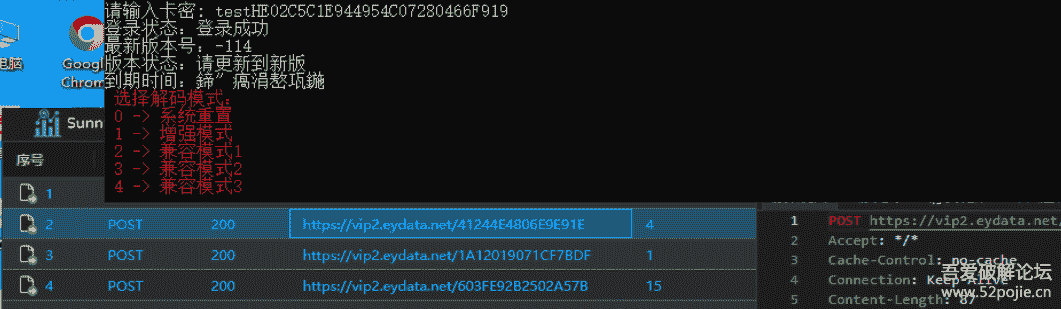 请输入卡密: testHE02C5C1E944954C07280466F919
登录状态: 登录成功
最新版本号: -114
版本状态: 请更新到新版
到期时间:
电脑
Googl
Chrom
选择解码模式:
0 -> 系统重置
1 -> 增强模式
2 -> 兼容模式1
3 -> 兼容模式2
4 -> 兼容模式3
Sunn
序号
1
2 POST 200 https://vip2.eydata.net/41244E4806E9E91E 4
3 POST 200 https://vip2.eydata.net/1A12019071CF7BDF 1
4 POST 200 https://vip2.eydata.net/603FE92B2502A57B 15
1 POST https://vip2.eydata.net/
2 Accept: */*
3 Cache-Control: no-cache
4 Connection: Keep-Alive
5 Content-Length: 87
吾爱破解论坛
www.52pojie.cn